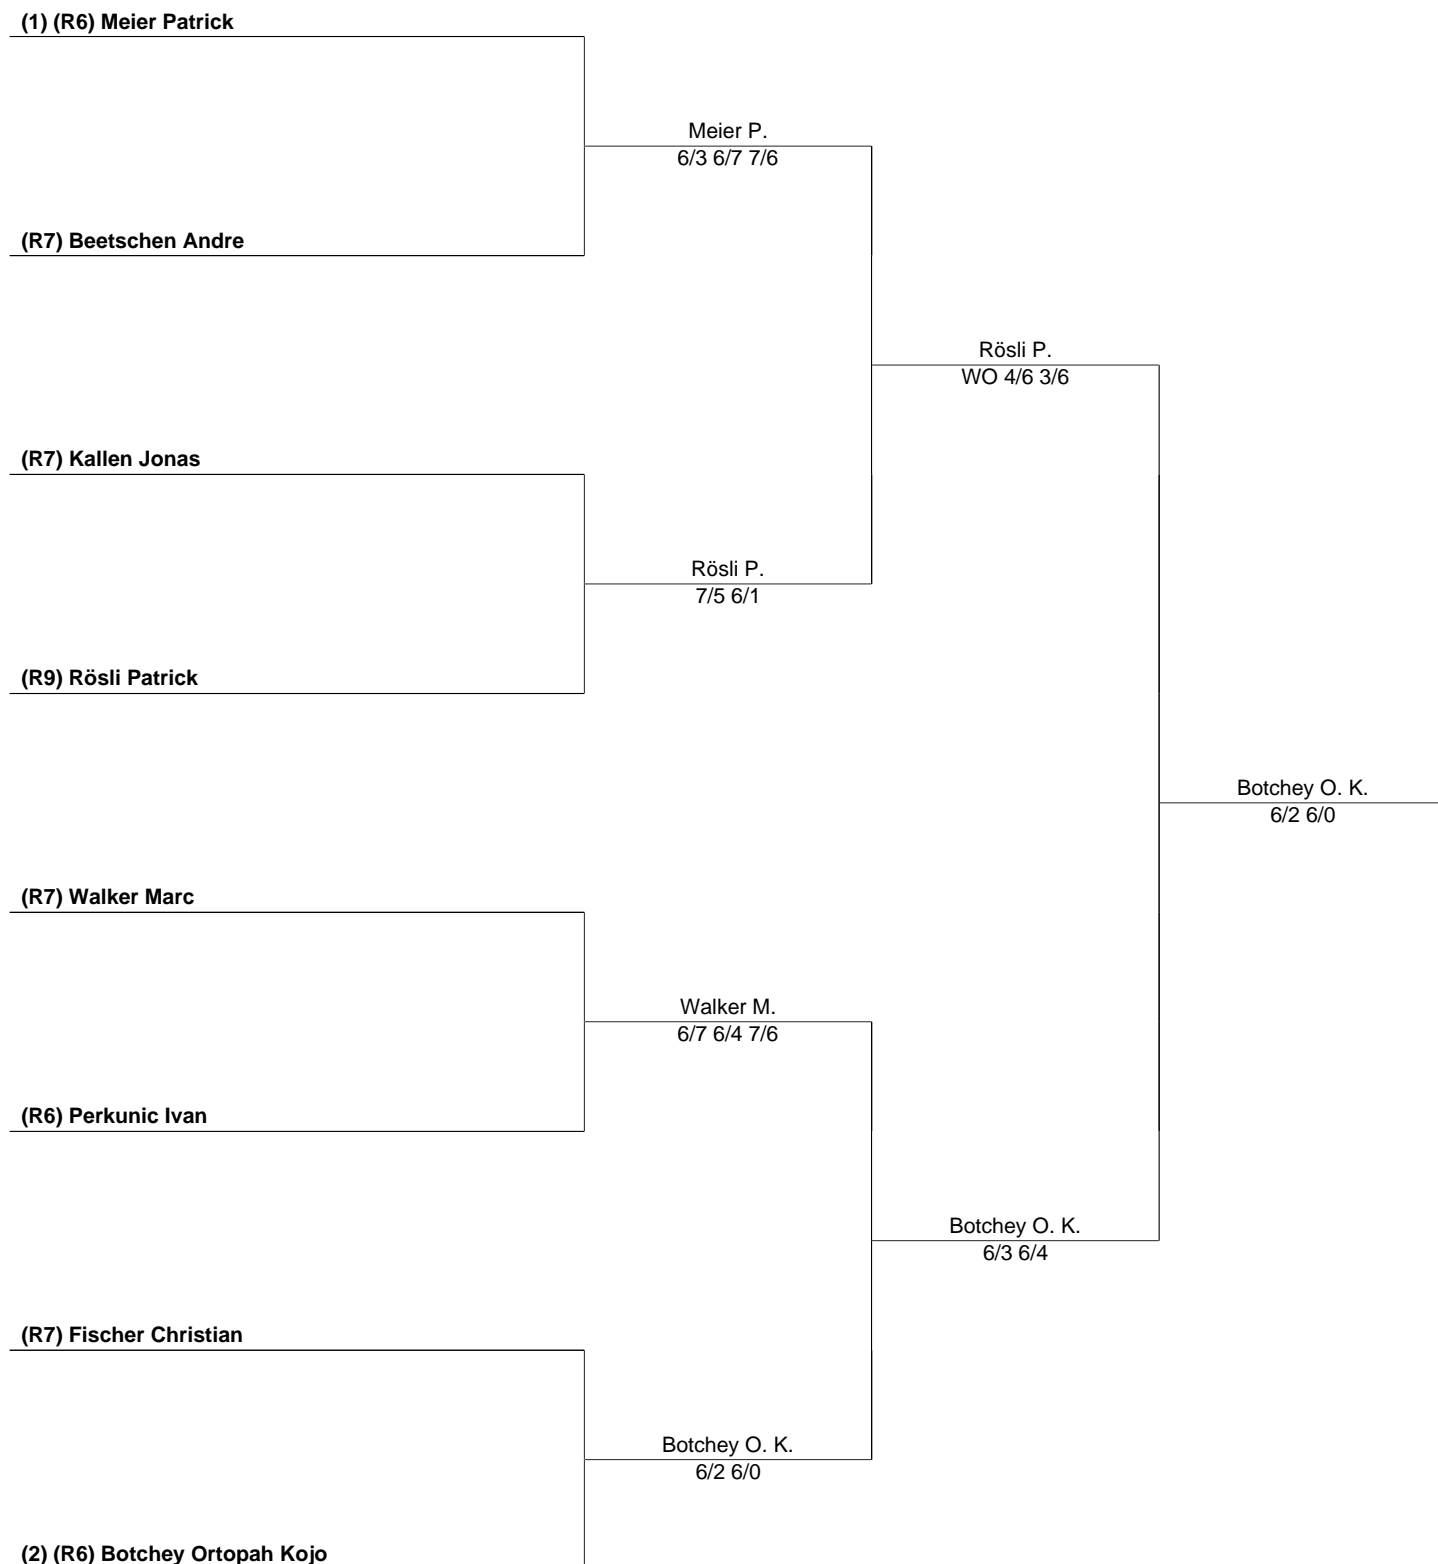 (1) (R6) Meier Patrick
Meier P.
6/3 6/7 7/6
(R7) Beetschen Andre
Rösli P.
WO 4/6 3/6
(R7) Kallen Jonas
Rösli P.
7/5 6/1
(R9) Rösli Patrick
Botchey O. K.
6/2 6/0
(R7) Walker Marc
Walker M.
6/7 6/4 7/6
(R6) Perkunic Ivan
Botchey O. K.
6/3 6/4
(R7) Fischer Christian
Botchey O. K.
6/2 6/0
(2) (R6) Botchey Ortopah Kojo